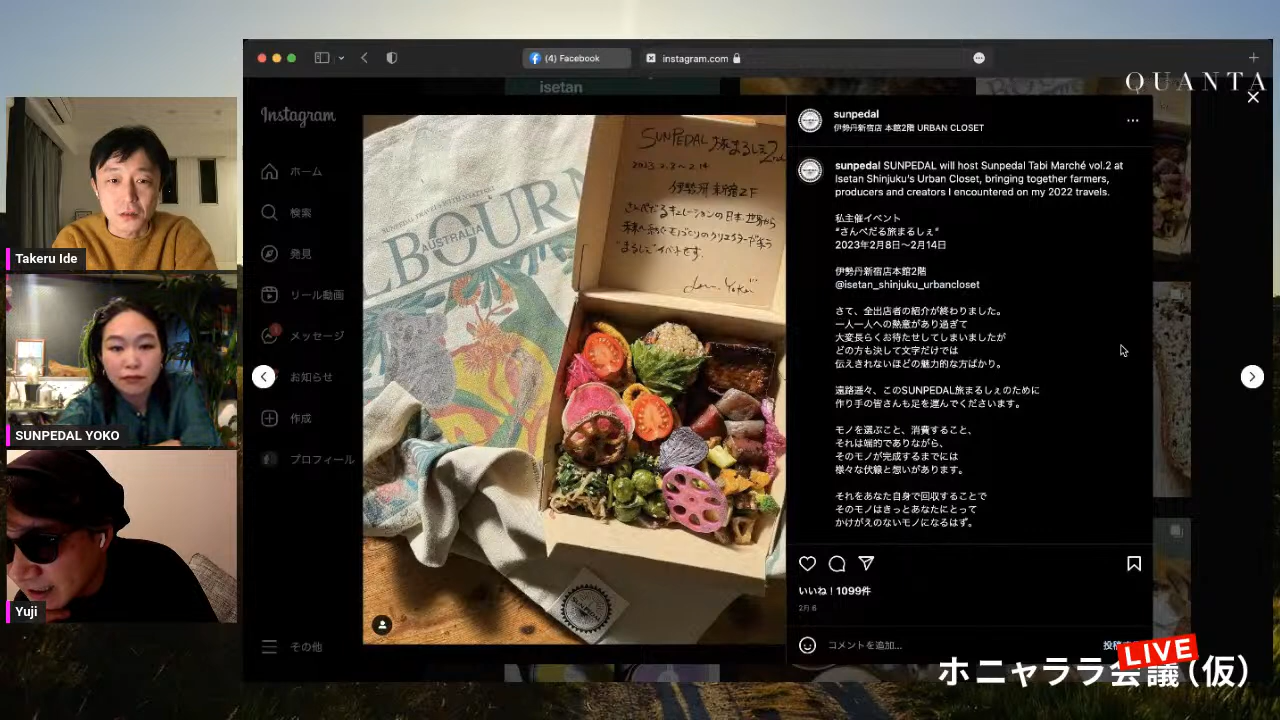 (4) Facebook
instagram.com
QUANTA
isetan
Instagram
ホーム
検索
発見
リール動画
メッセージ
お知らせ
作成
プロフィール
その他
Takeru Ide
SUNPEDAL YOKO
Yuji
SUNPEDAL 旅まるしぇ 2nd
2023.2.8〜2.14
伊勢丹新宿2F
AUSTRALIA
sunpedal
伊勢丹新宿店 本館2階 URBAN CLOSET
sunpedal SUNPEDAL will host Sunpedal Tabi Marché vol.2 at
Isetan Shinjuku's Urban Closet, bringing together farmers,
producers and creators I encountered on my 2022 travels.
私主催イベント
“さんぺだる旅まるしぇ“
2023年2月8日〜2月14日
伊勢丹新宿店本館2階
@isetan_shinjuku_urbancloset
さて、全出店者の紹介が終わりました。
一人一人への熱意があり過ぎて
大変長らくお待たせしてしまいましたが
どの方も決して文字だけでは
伝えきれないほどの魅力的な方ばかり。
遠路遥々、このSUNPEDAL旅まるしぇのために
作り手の皆さんも足を運んでくださいます。
モノを選ぶこと、消費すること、
それは端的でありながら、
そのモノが完成するまでには
様々な伏線と想いがあります。
それをあなた自身で回収することで
そのモノはきっとあなたにとって
かけがえのないモノになるはず。
いいね！1099件
2月 6
コメントを追加...
LIVE
ホニャララ会議（仮）